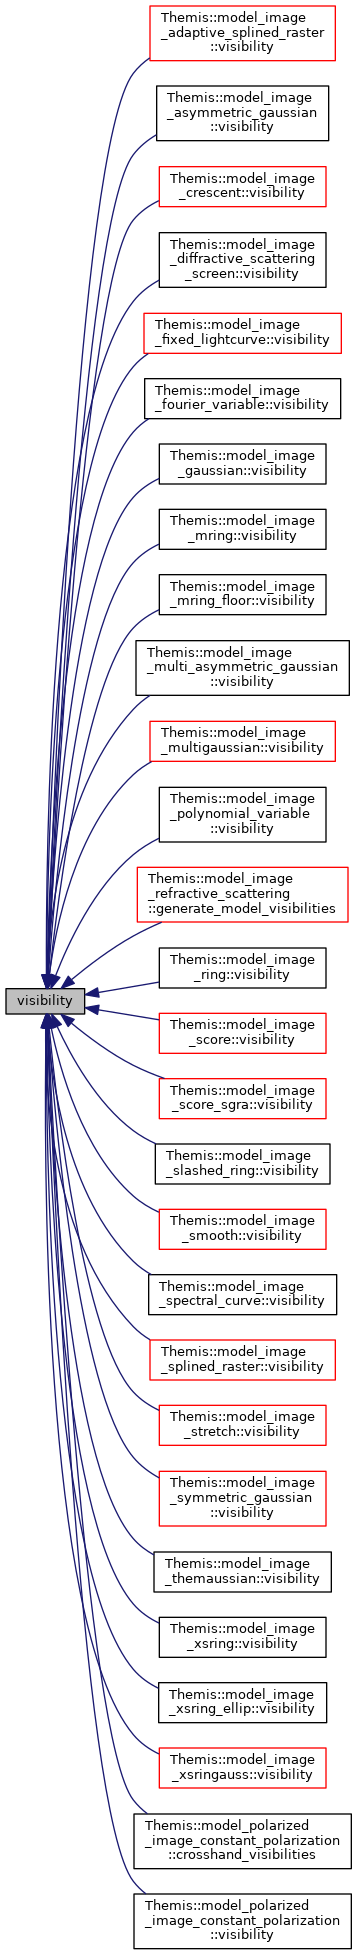 Themis::model_image
_adaptive_splined_raster
::visibility
Themis::model_image
_asymmetric_gaussian
::visibility
Themis::model_image
_crescent::visibility
Themis::model_image
_diffractive_scattering
_screen::visibility
Themis::model_image
_fixed_lightcurve::visibility
Themis::model_image
_fourier_variable::visibility
Themis::model_image
_gaussian::visibility
Themis::model_image
_mring::visibility
Themis::model_image
_mring_floor::visibility
Themis::model_image
_multi_asymmetric_gaussian
::visibility
Themis::model_image
_multigaussian::visibility
Themis::model_image
_polynomial_variable
::visibility
Themis::model_image
_refractive_scattering
::generate_model_visibilities
Themis::model_image
_ring::visibility
visibility
Themis::model_image
_score::visibility
Themis::model_image
_score_sgra::visibility
Themis::model_image
_slashed_ring::visibility
Themis::model_image
_smooth::visibility
Themis::model_image
_spectral_curve::visibility
Themis::model_image
_splined_raster::visibility
Themis::model_image
_stretch::visibility
Themis::model_image
_symmetric_gaussian
::visibility
Themis::model_image
_themaussian::visibility
Themis::model_image
_xsring::visibility
Themis::model_image
_xsring_ellip::visibility
Themis::model_image
_xsringauss::visibility
Themis::model_polarized
_image_constant_polarization
::crosshand_visibilities
Themis::model_polarized
_image_constant_polarization
::visibility